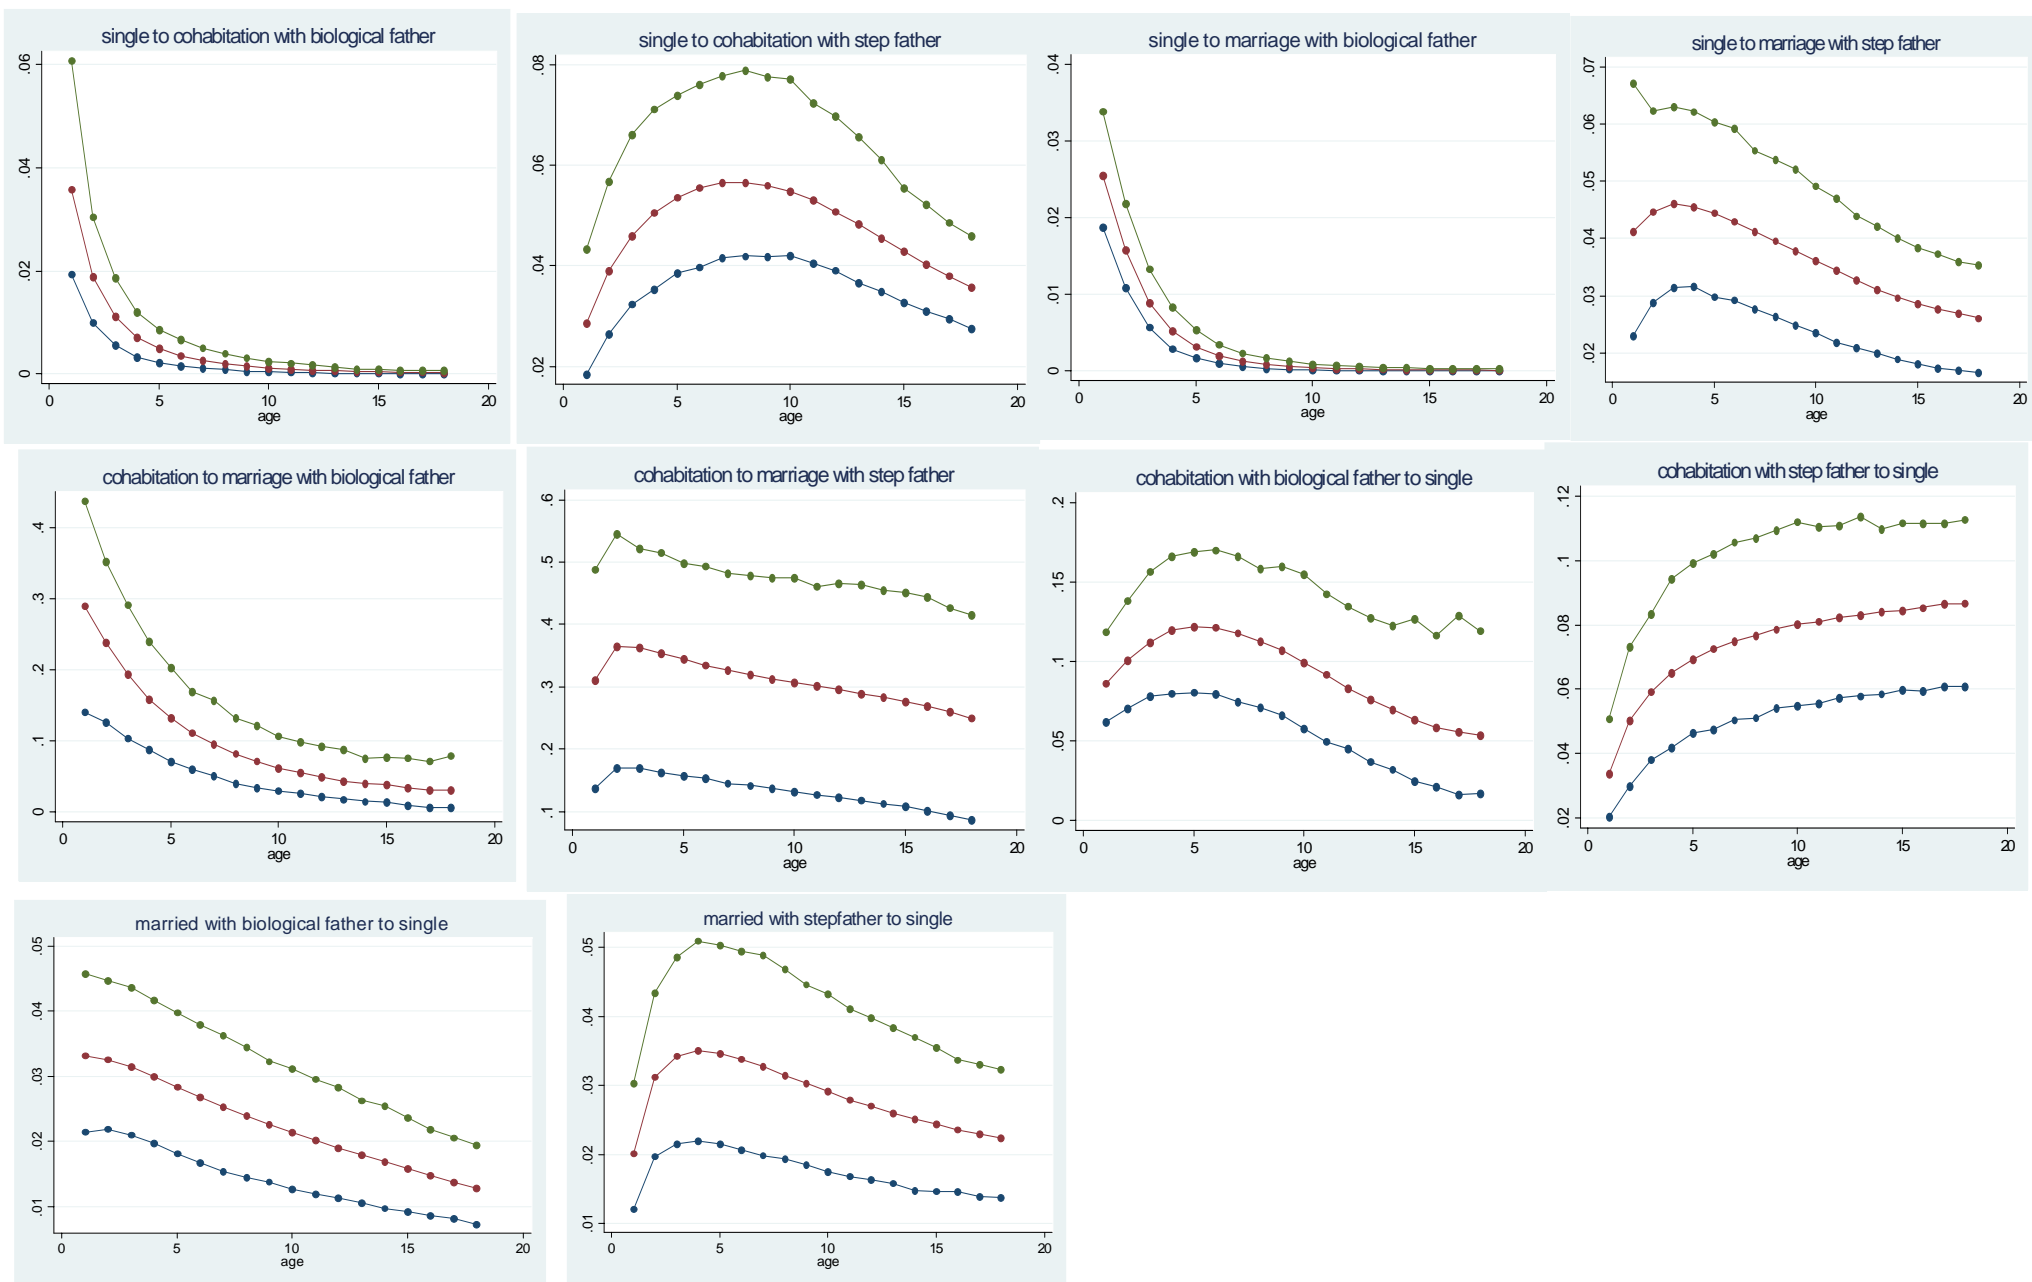 single to cohabitation with biological father
.06
.04
.02
0
0 5 10 15 20
age
single to cohabitation with step father
.08
.06
.04
.02
0 5 10 15 20
age
single to marriage with biological father
.04
.03
.02
.01
0
0 5 10 15 20
age
single to marriage with step father
.07
.06
.05
.04
.03
.02
0 5 10 15 20
age
cohabitation to marriage with biological father
.4
.3
.2
.1
0
0 5 10 15 20
age
cohabitation to marriage with step father
.6
.5
.4
.3
.2
.1
0 5 10 15 20
age
cohabitation with biological father to single
.2
.15
.1
.05
0
0 5 10 15 20
age
cohabitation with step father to single
.12
.1
.08
.06
.04
.02
0 5 10 15 20
age
married with biological father to single
.05
.04
.03
.02
.01
0 5 10 15 20
age
married with stepfather to single
.05
.04
.03
.02
.01
0 5 10 15 20
age